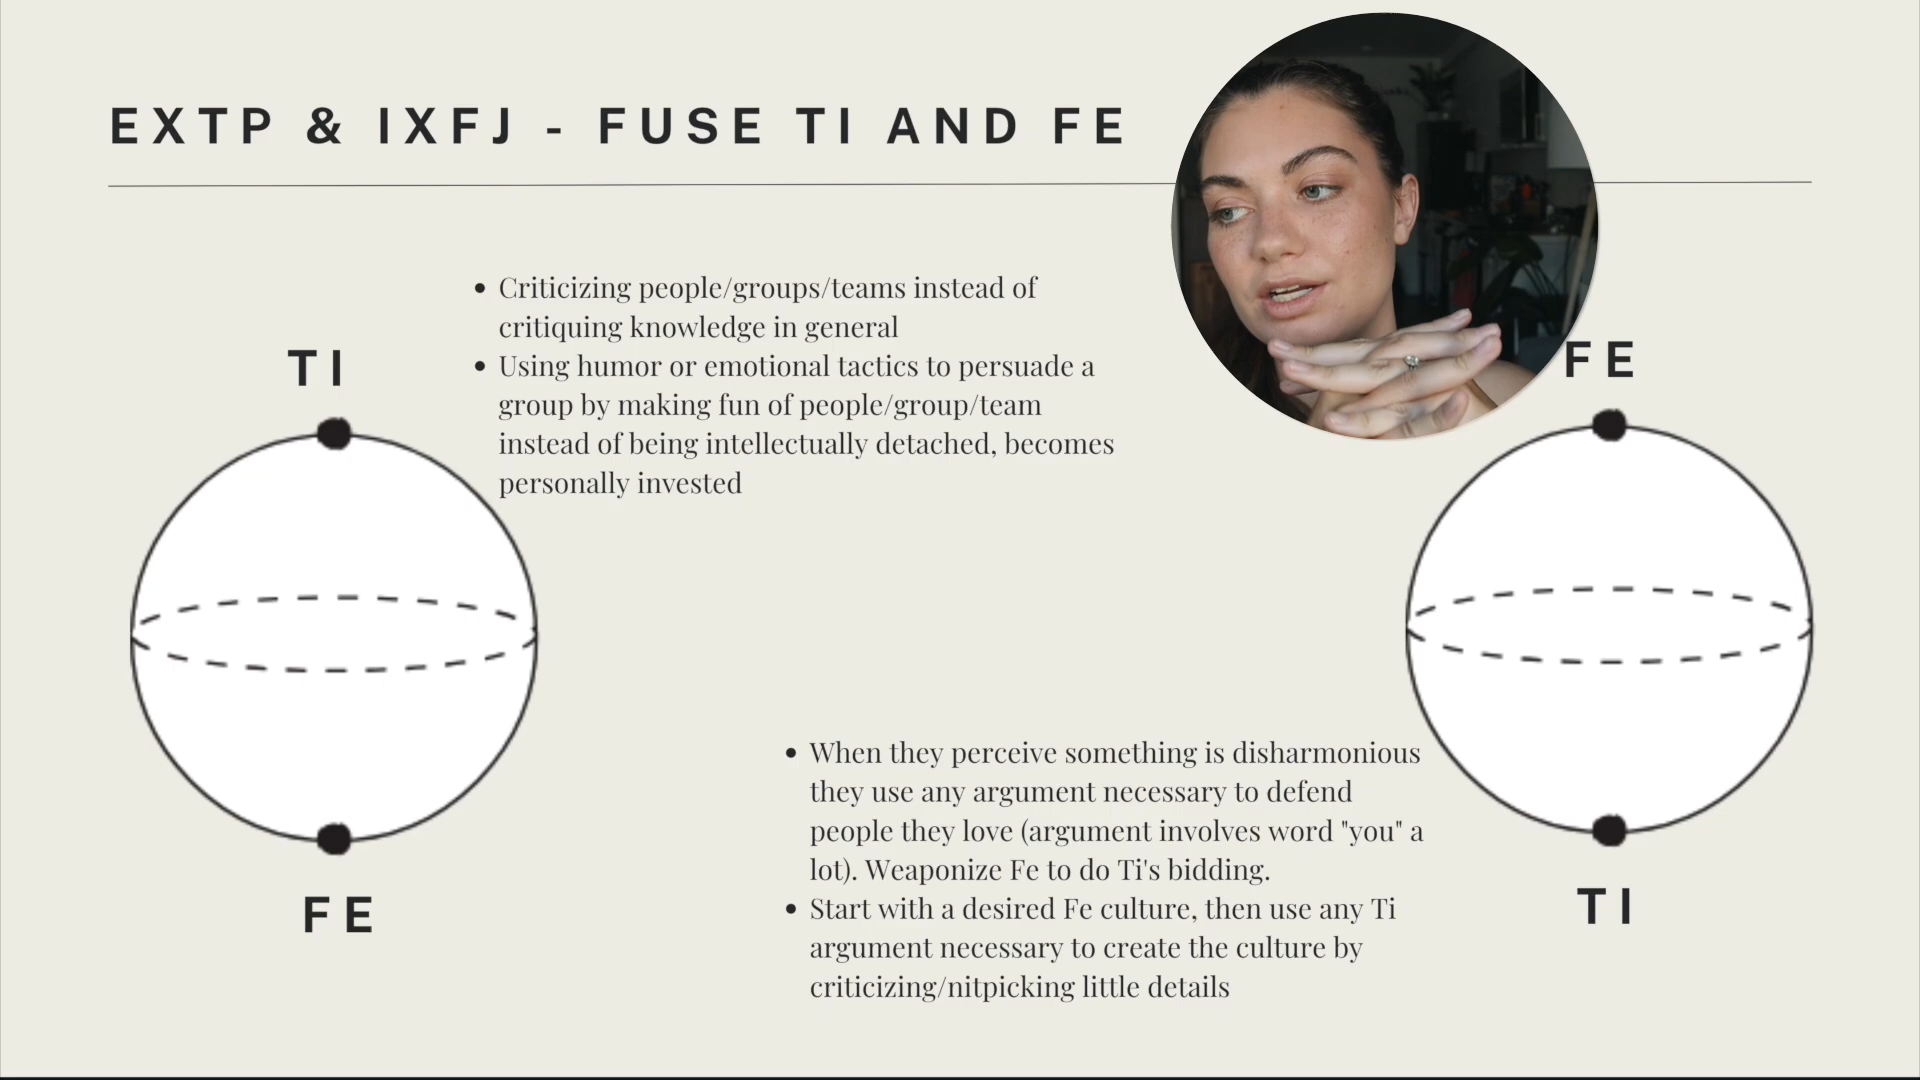 EXTP & IXFJ - FUSE TI AND FE
• Criticizing people/groups/teams instead of
critiquing knowledge in general
• Using humor or emotional tactics to persuade a
group by making fun of people/group/team
instead of being intellectually detached, becomes
personally invested
TI
FE
FE
• When they perceive something is disharmonious
they use any argument necessary to defend
people they love (argument involves word "you" a
lot). Weaponize Fe to do Ti's bidding.
• Start with a desired Fe culture, then use any Ti
argument necessary to create the culture by
criticizing/nitpicking little details
TI